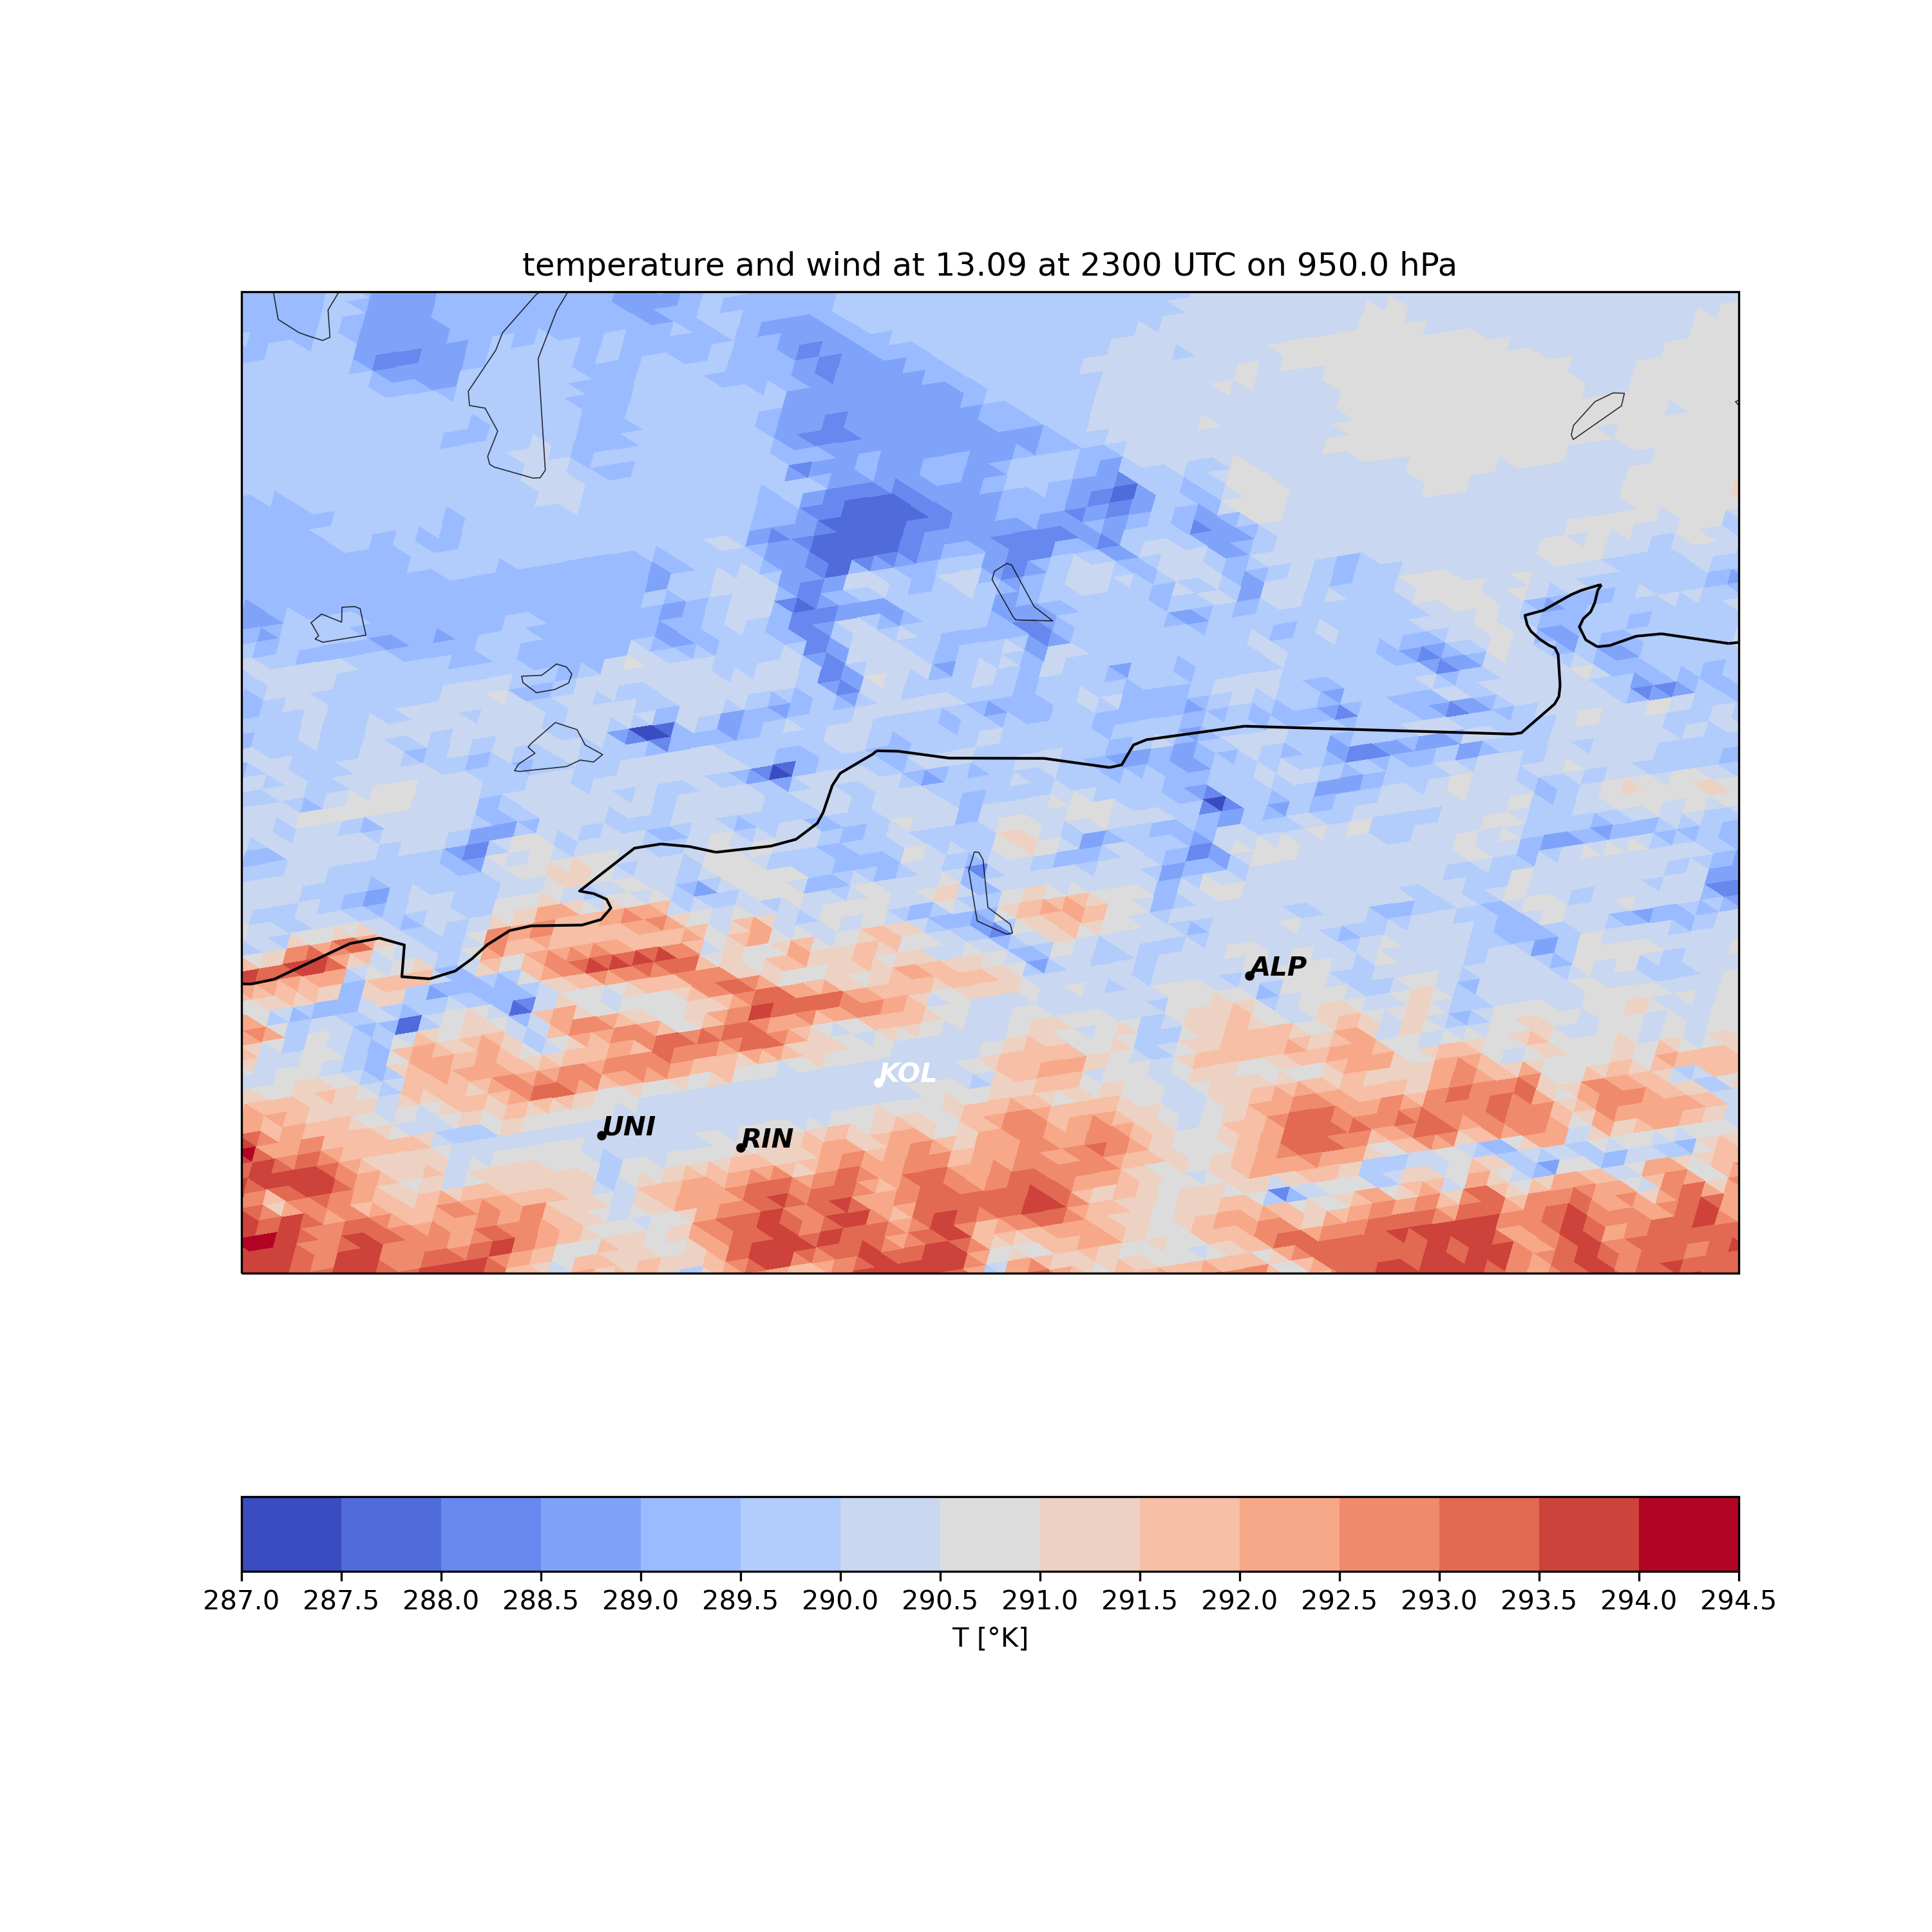 temperature and wind at 13.09 at 2300 UTC on 950.0 hPa
ALP
KOL
UNI
RIN
287.0 287.5 288.0 288.5 289.0 289.5 290.0 290.5 291.0 291.5 292.0 292.5 293.0 293.5 294.0 294.5
T [°K]